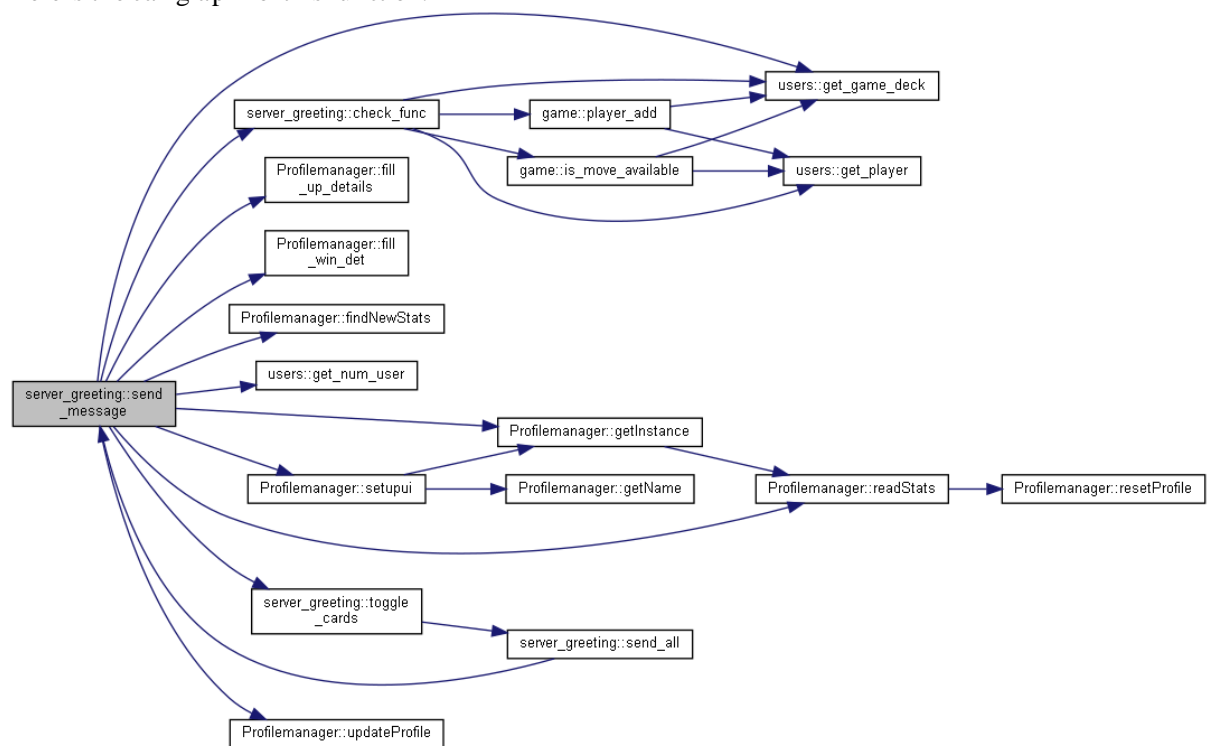 users::get_game_deck
server_greeting::check_func
game::player_add
Profilemanager::fill
_up_details
game::is_move_available
users::get_player
Profilemanager::fill
_win_det
Profilemanager::findNewStats
users::get_num_user
server_greeting::send
_message
Profilemanager::getInstance
Profilemanager::setupui
Profilemanager::getName
Profilemanager::readStats
Profilemanager::resetProfile
server_greeting::toggle
_cards
server_greeting::send_all
Profilemanager::updateProfile